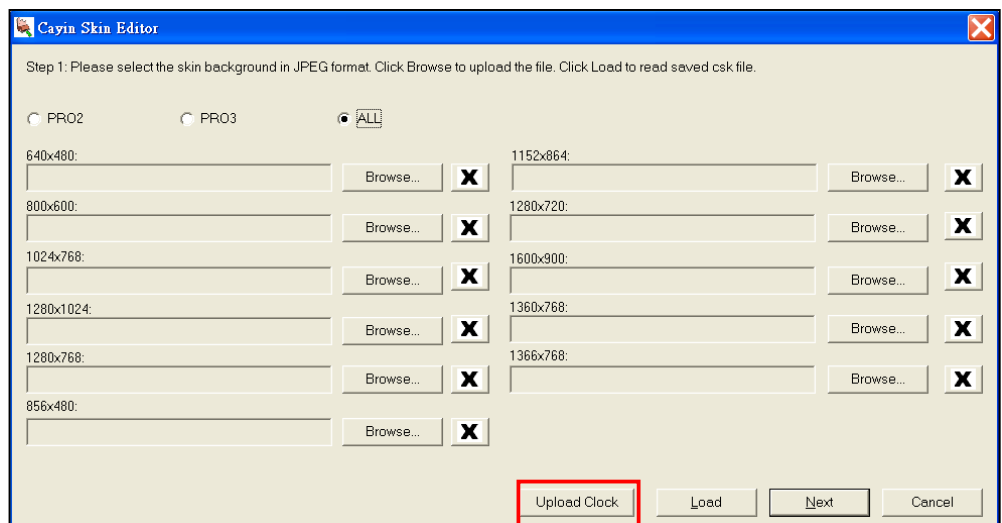 Cayin Skin Editor
Step 1: Please select the skin background in JPEG format. Click Browse to upload the file. Click Load to read saved csk file.
PRO2 PRO3 ALL
640x480:
Browse... X
800x600:
Browse... X
1024x768:
Browse... X
1280x1024:
Browse... X
1280x768:
Browse... X
856x480:
Browse... X
1152x864:
Browse... X
1280x720:
Browse... X
1600x900:
Browse... X
1360x768:
Browse... X
1366x768:
Browse... X
Upload Clock Load Next Cancel